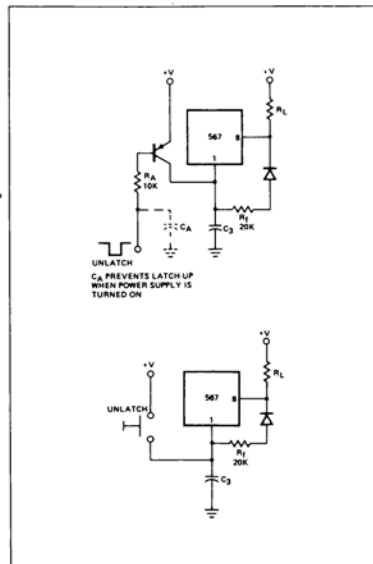 +V
+V
RL
567
8
1
RA
10K
Rf
20K
CA
C3
UNLATCH
CA PREVENTS LATCH-UP
WHEN POWER SUPPLY IS
TURNED ON
+V
+V
RL
567
8
UNLATCH
1
Rf
20K
C3